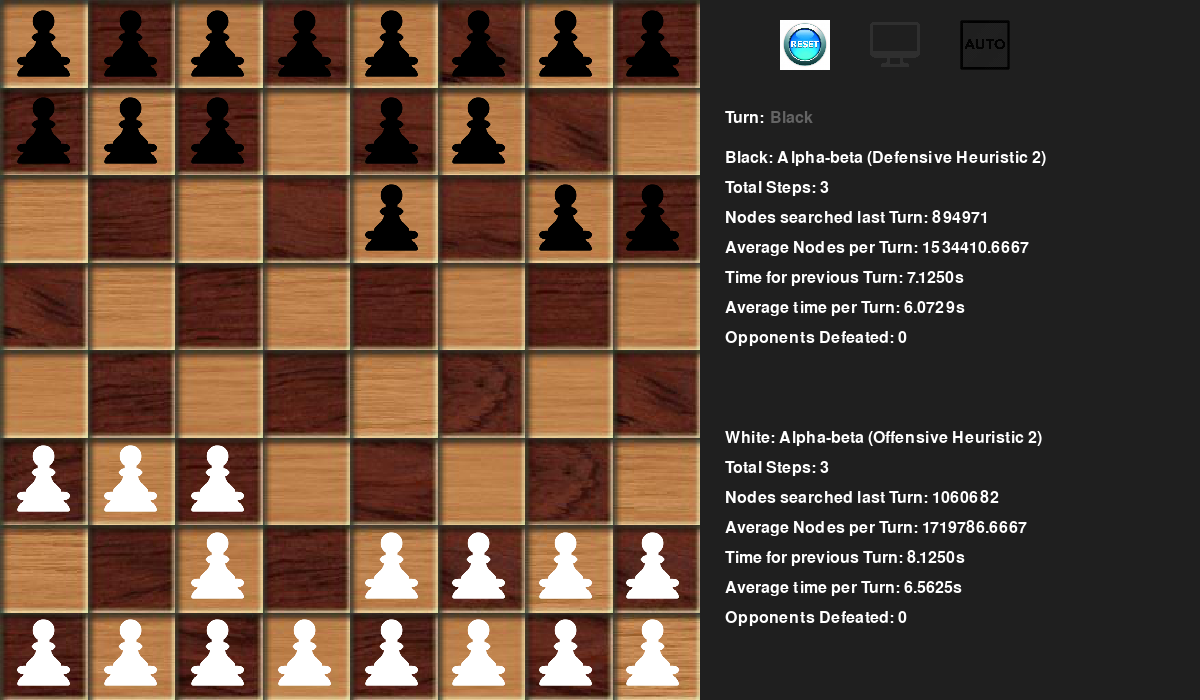 RESET
AUTO
Turn: Black
Black: Alpha-beta (Defensive Heuristic 2)
Total Steps: 3
Nodes searched last Turn: 894971
Average Nodes per Turn: 1534410.6667
Time for previous Turn: 7.1250s
Average time per Turn: 6.0729s
Opponents Defeated: 0
White: Alpha-beta (Offensive Heuristic 2)
Total Steps: 3
Nodes searched last Turn: 1060682
Average Nodes per Turn: 1719786.6667
Time for previous Turn: 8.1250s
Average time per Turn: 6.5625s
Opponents Defeated: 0